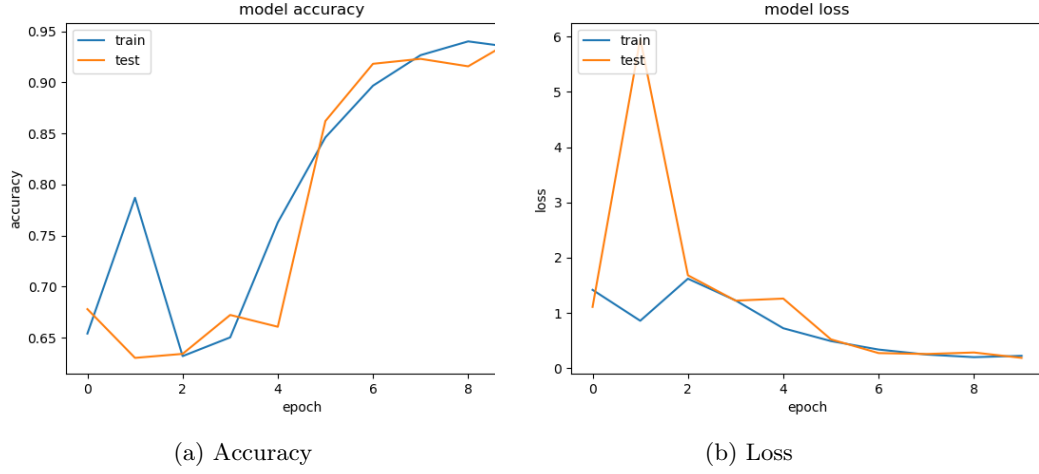 model accuracy
train
test
0.95
0.90
0.85
0.80
0.75
0.70
0.65
accuracy
0 2 4 6 8
epoch
(a) Accuracy
model loss
train
test
6
5
4
3
2
1
0
loss
0 2 4 6 8
epoch
(b) Loss